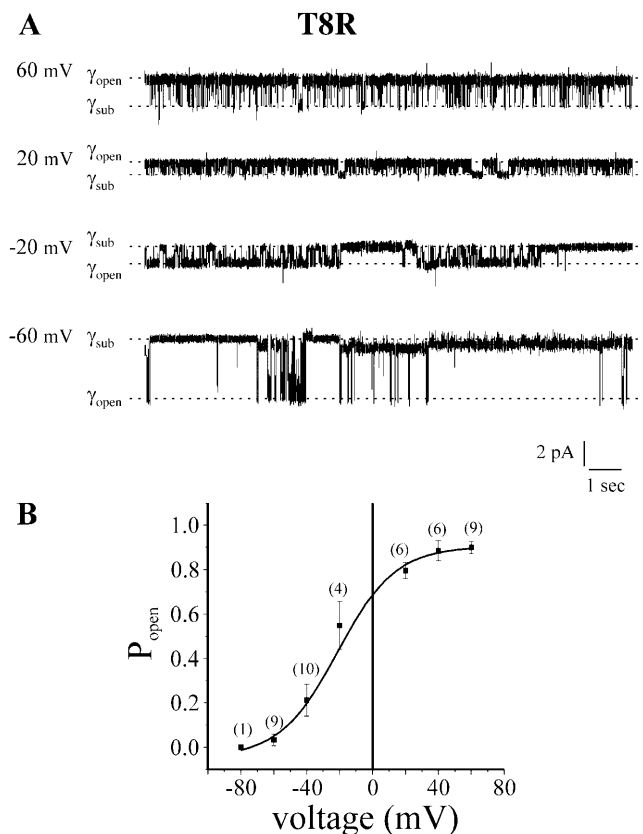 A T8R
60 mV γopen
γsub
20 mV γopen
γsub
-20 mV γsub
γopen
-60 mV γsub
γopen
2 pA
1 sec
B
1.0
0.8
0.6
0.4
0.2
0.0
Popen
(1)
(9)
(10)
(4)
(6)
(6)
(9)
-80 -40 0 40 80
voltage (mV)